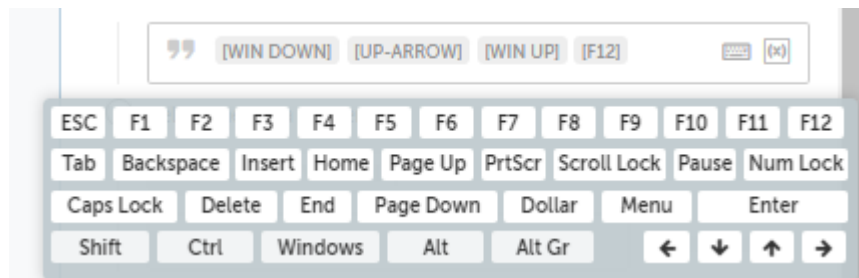 [WIN DOWN] [UP-ARROW] [WIN UP] [F12] (x)
ESC F1 F2 F3 F4 F5 F6 F7 F8 F9 F10 F11 F12
Tab Backspace Insert Home Page Up PrtScr Scroll Lock Pause Num Lock
Caps Lock Delete End Page Down Dollar Menu Enter
Shift Ctrl Windows Alt Alt Gr ← ↓ ↑ →